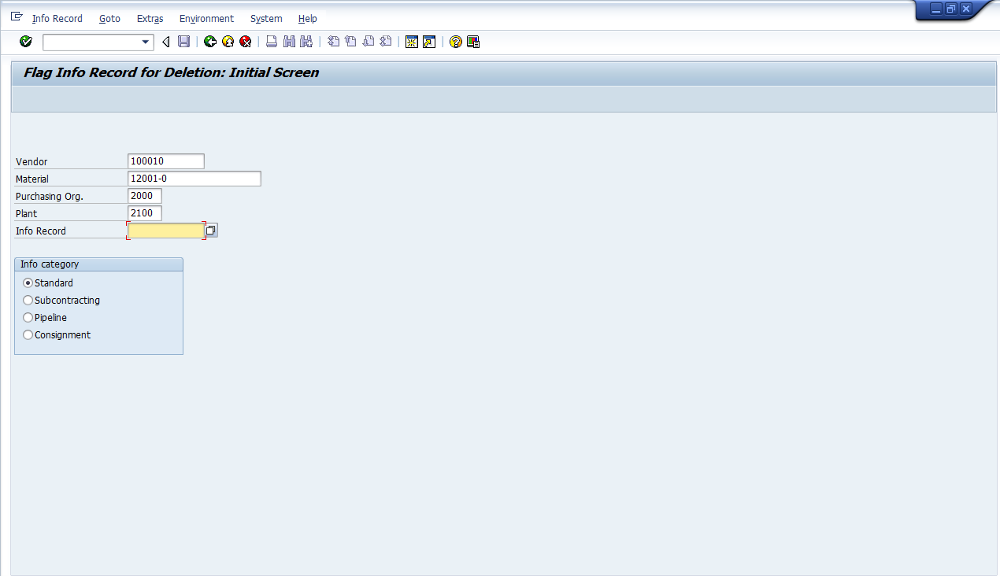 Info Record Goto Extras Environment System Help
Flag Info Record for Deletion: Initial Screen
Vendor 100010
Material 12001-0
Purchasing Org. 2000
Plant 2100
Info Record
Info category
Standard
Subcontracting
Pipeline
Consignment